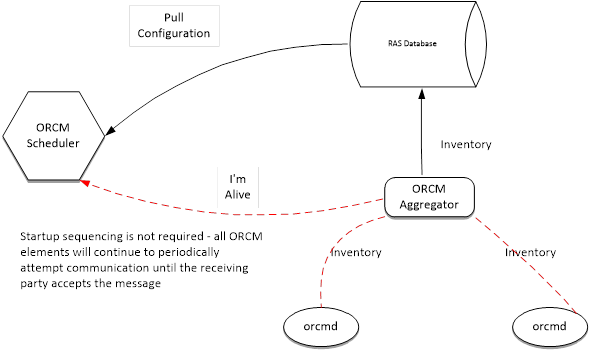 Pull
Configuration
RAS Database
ORCM
Scheduler
Inventory
I'm
Alive
ORCM
Aggregator
Startup sequencing is not required - all ORCM
elements will continue to periodically
attempt communication until the receiving
party accepts the message
Inventory
Inventory
orcmd
orcmd